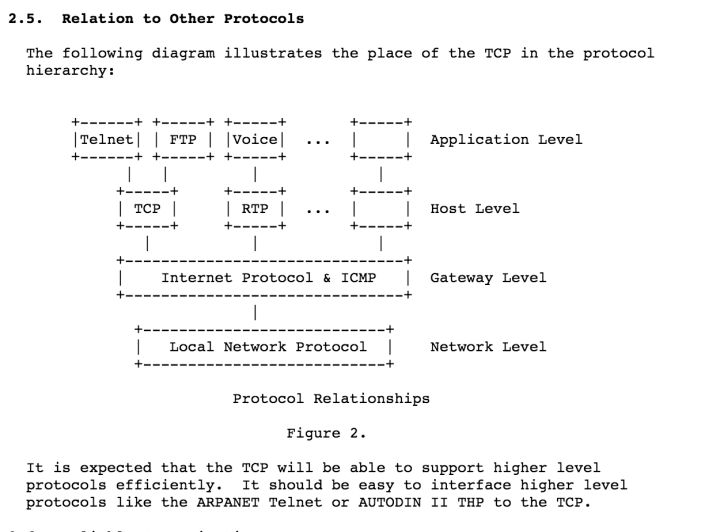 2.5.  Relation to Other Protocols
The following diagram illustrates the place of the TCP in the protocol
hierarchy:
+------+ +-----+ +-----+       +-----+
|Telnet| | FTP | |Voice|  ...  |     |  Application Level
+------+ +-----+ +-----+       +-----+
      |   |         |             |
     +-----+     +-----+       +-----+
     | TCP |     | RTP |  ...  |     |  Host Level
     +-----+     +-----+       +-----+
        |           |             |
     +-------------------------------+
     |    Internet Protocol & ICMP   |  Gateway Level
     +-------------------------------+
                    |
       +---------------------------+
       |   Local Network Protocol  |    Network Level
       +---------------------------+
Protocol Relationships
Figure 2.
It is expected that the TCP will be able to support higher level
protocols efficiently.  It should be easy to interface higher level
protocols like the ARPANET Telnet or AUTODIN II THP to the TCP.